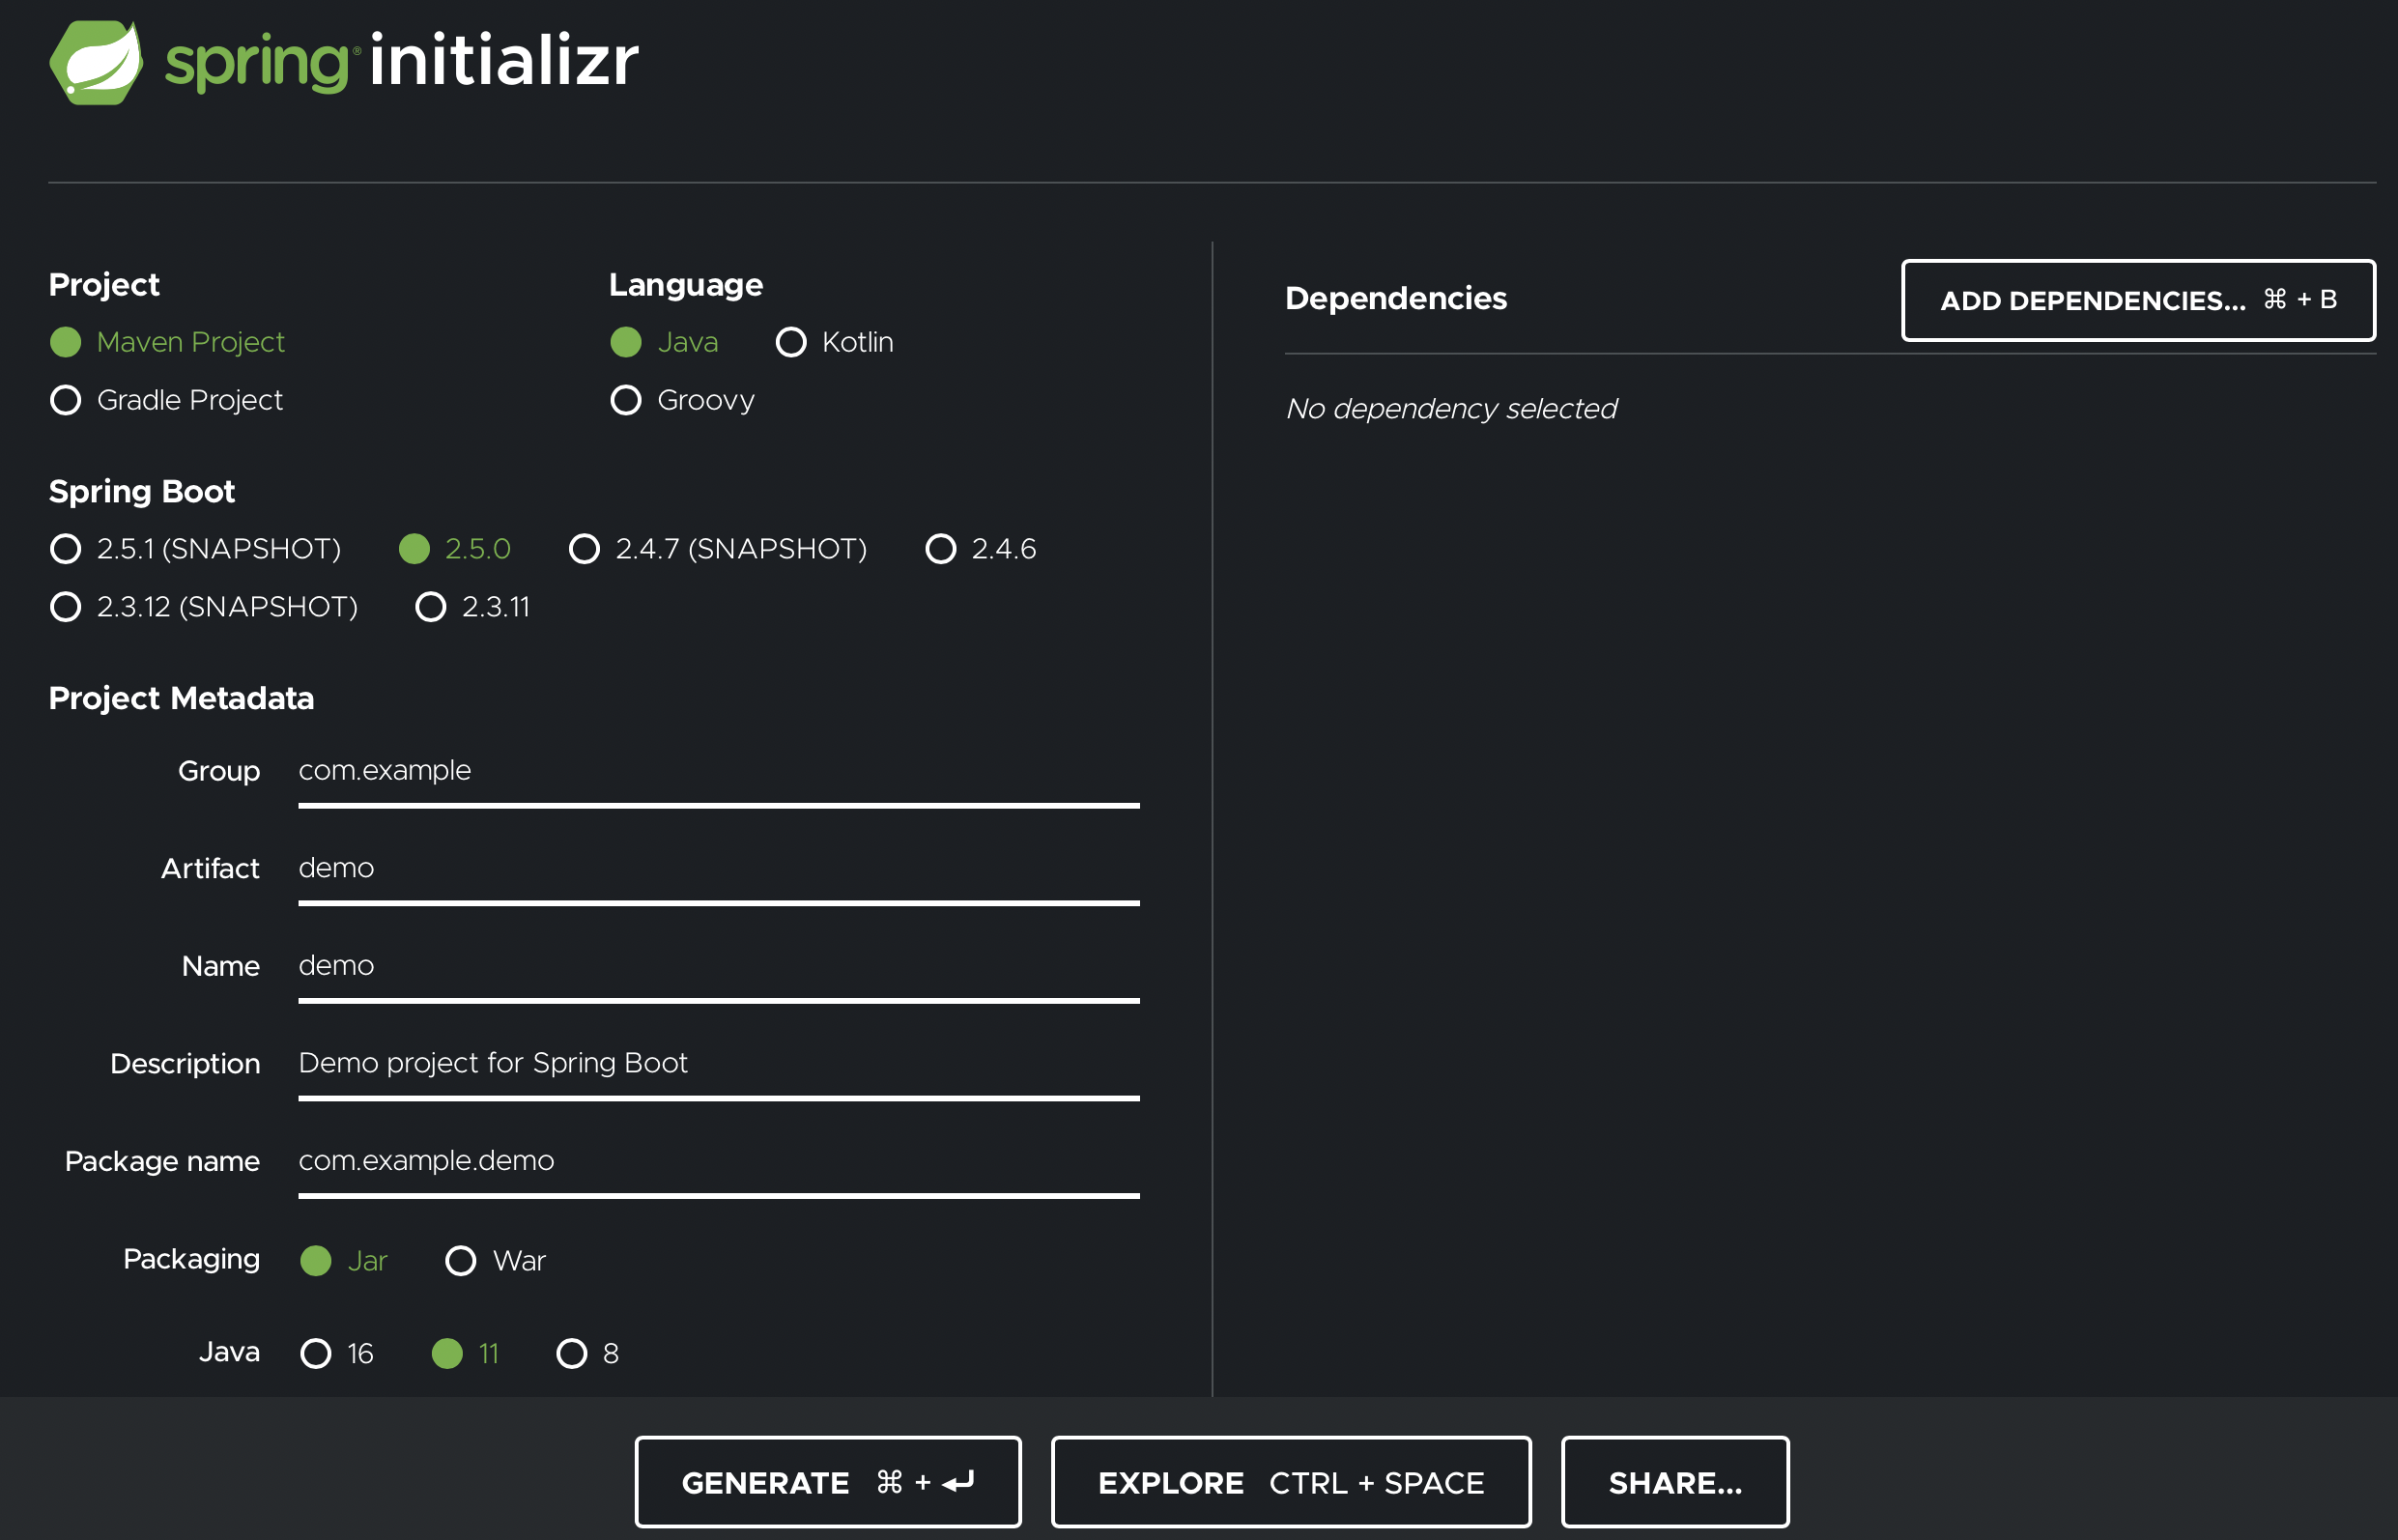 spring® initializr
Project
Maven Project
Gradle Project
Language
Java Kotlin
Groovy
Spring Boot
2.5.1 (SNAPSHOT) 2.5.0 2.4.7 (SNAPSHOT) 2.4.6
2.3.12 (SNAPSHOT) 2.3.11
Project Metadata
Group com.example
Artifact demo
Name demo
Description Demo project for Spring Boot
Package name com.example.demo
Packaging Jar War
Java 16 11 8
Dependencies
ADD DEPENDENCIES... ⌘ + B
No dependency selected
GENERATE ⌘ + ↵
EXPLORE CTRL + SPACE
SHARE...